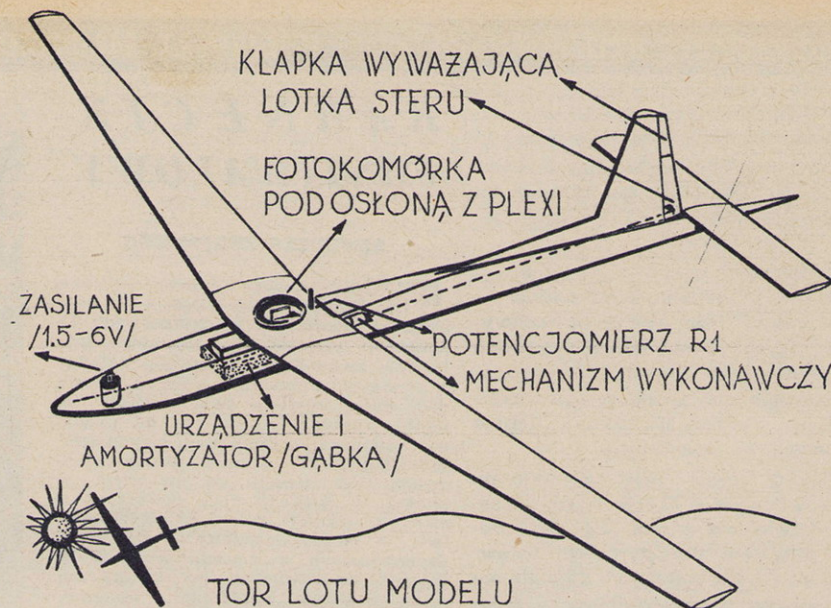 KLAPKA WYWAŻAJĄCA
LOTKA STERU
FOTOKOMÓRKA
POD OSŁONĄ Z PLEXI
ZASILANIE
/1.5-6V/
POTENCJOMIERZ R1
MECHANIZM WYKONAWCZY
URZĄDZENIE I
AMORTYZATOR/GĄBKA/
TOR LOTU MODELU